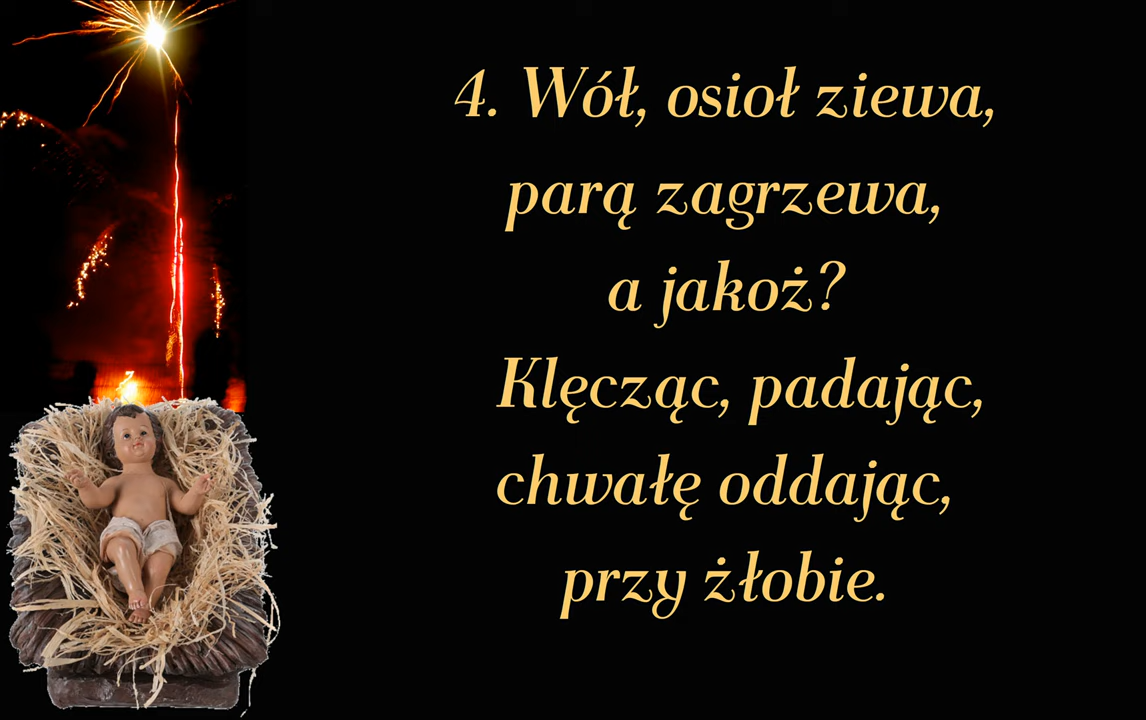 4. Wół, osioł ziewa,
parą zagrzewa,
a jakoż?
Klęcząc, padając,
chwałę oddając,
przy żłobie.